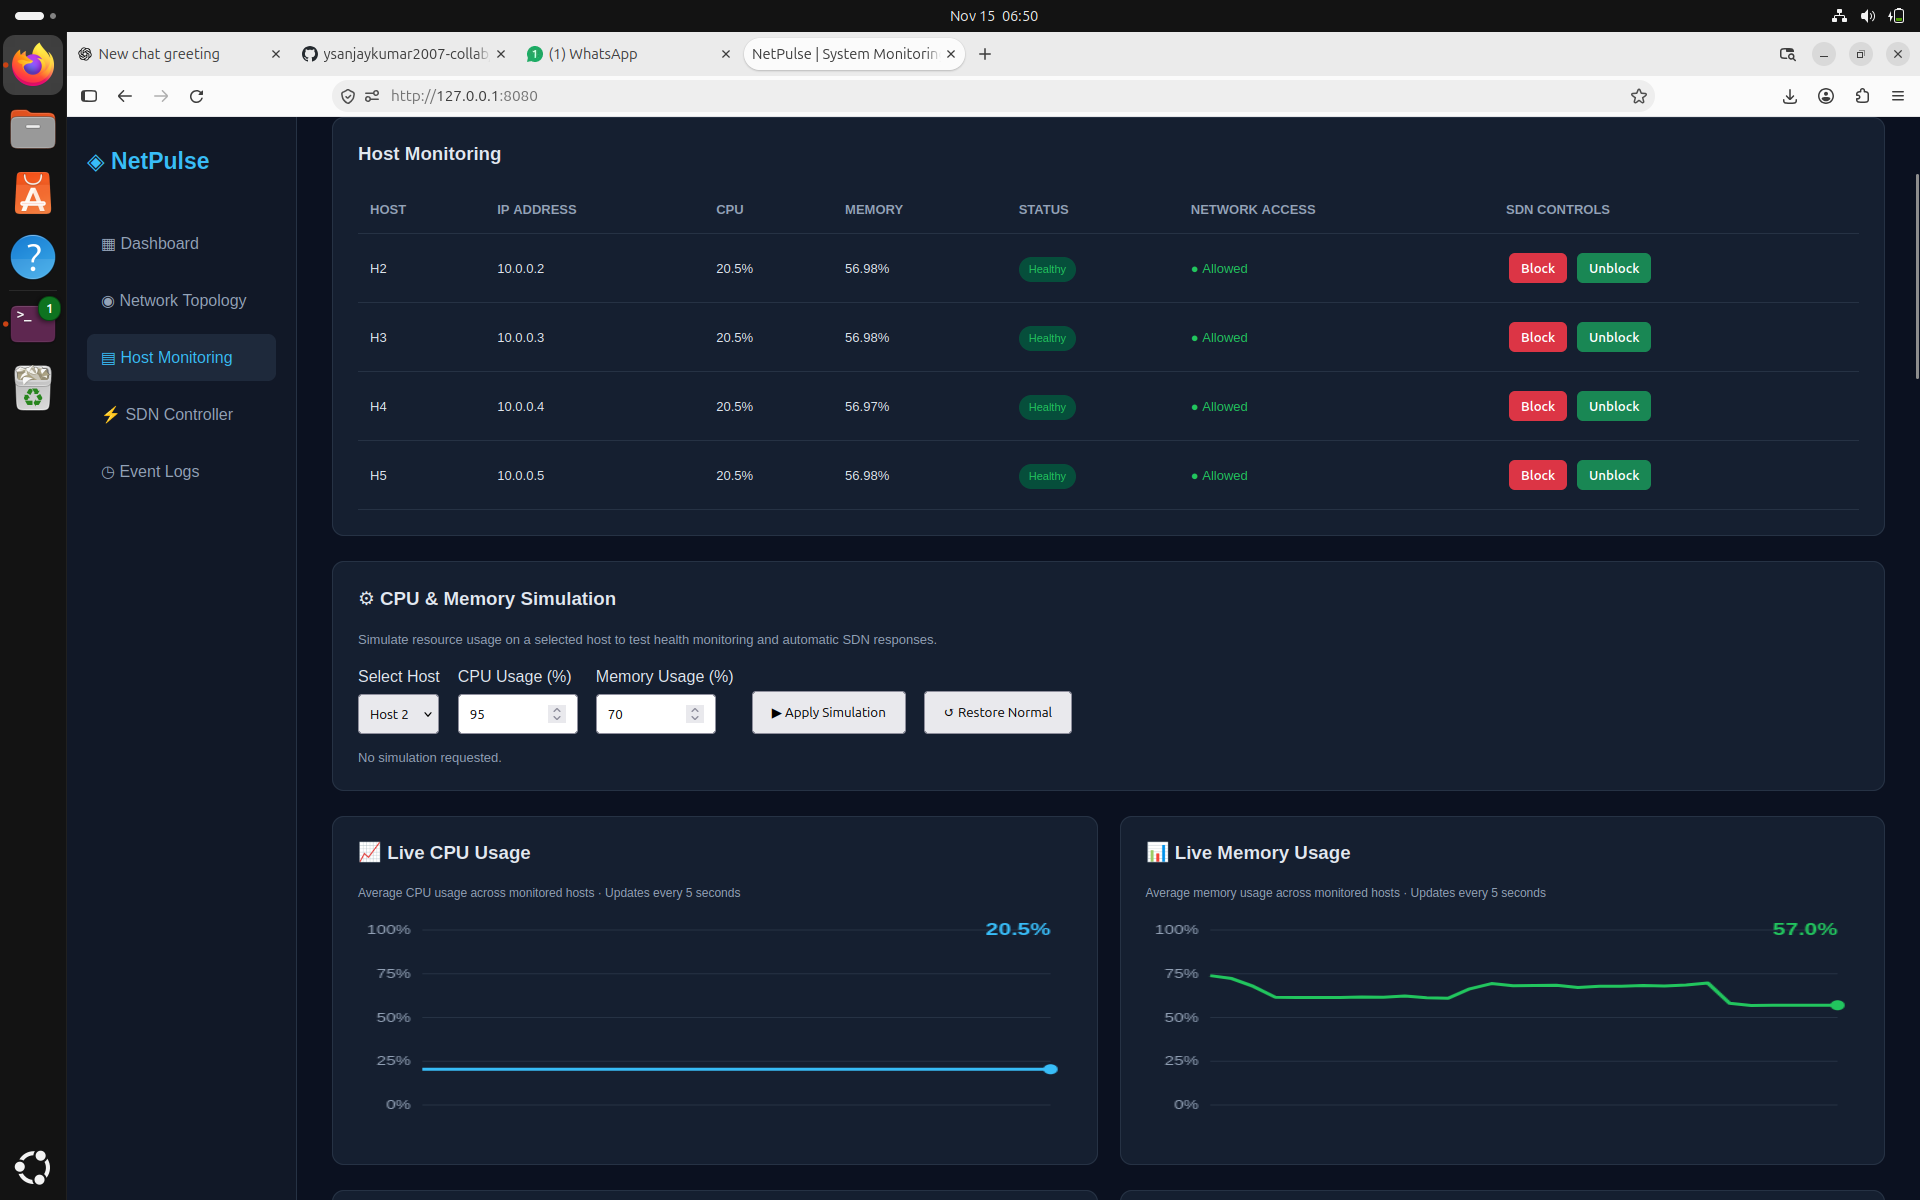 Nov 15 06:50
New chat greeting
ysanjaykumar2007-collab
(1) WhatsApp
NetPulse | System Monitorin
http://127.0.0.1:8080
1
NetPulse
Dashboard
Network Topology
Host Monitoring
SDN Controller
Event Logs
Host Monitoring
HOST IP ADDRESS CPU MEMORY STATUS NETWORK ACCESS SDN CONTROLS
H2 10.0.0.2 20.5% 56.98% Healthy ● Allowed Block Unblock
H3 10.0.0.3 20.5% 56.98% Healthy ● Allowed Block Unblock
H4 10.0.0.4 20.5% 56.97% Healthy ● Allowed Block Unblock
H5 10.0.0.5 20.5% 56.98% Healthy ● Allowed Block Unblock
⚙ CPU & Memory Simulation
Simulate resource usage on a selected host to test health monitoring and automatic SDN responses.
Select Host CPU Usage (%) Memory Usage (%)
Host 2 95 70 ▶ Apply Simulation ↺ Restore Normal
No simulation requested.
Live CPU Usage
Average CPU usage across monitored hosts · Updates every 5 seconds
20.5%
100%
75%
50%
25%
0%
Live Memory Usage
Average memory usage across monitored hosts · Updates every 5 seconds
57.0%
100%
75%
50%
25%
0%